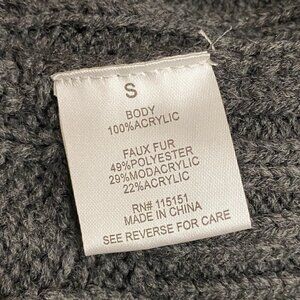 S
BODY
100%ACRYLIC
FAUX FUR
49%POLYESTER
29%MODACRYLIC
22%ACRYLIC
RN# 115151
MADE IN CHINA
SEE REVERSE FOR CARE